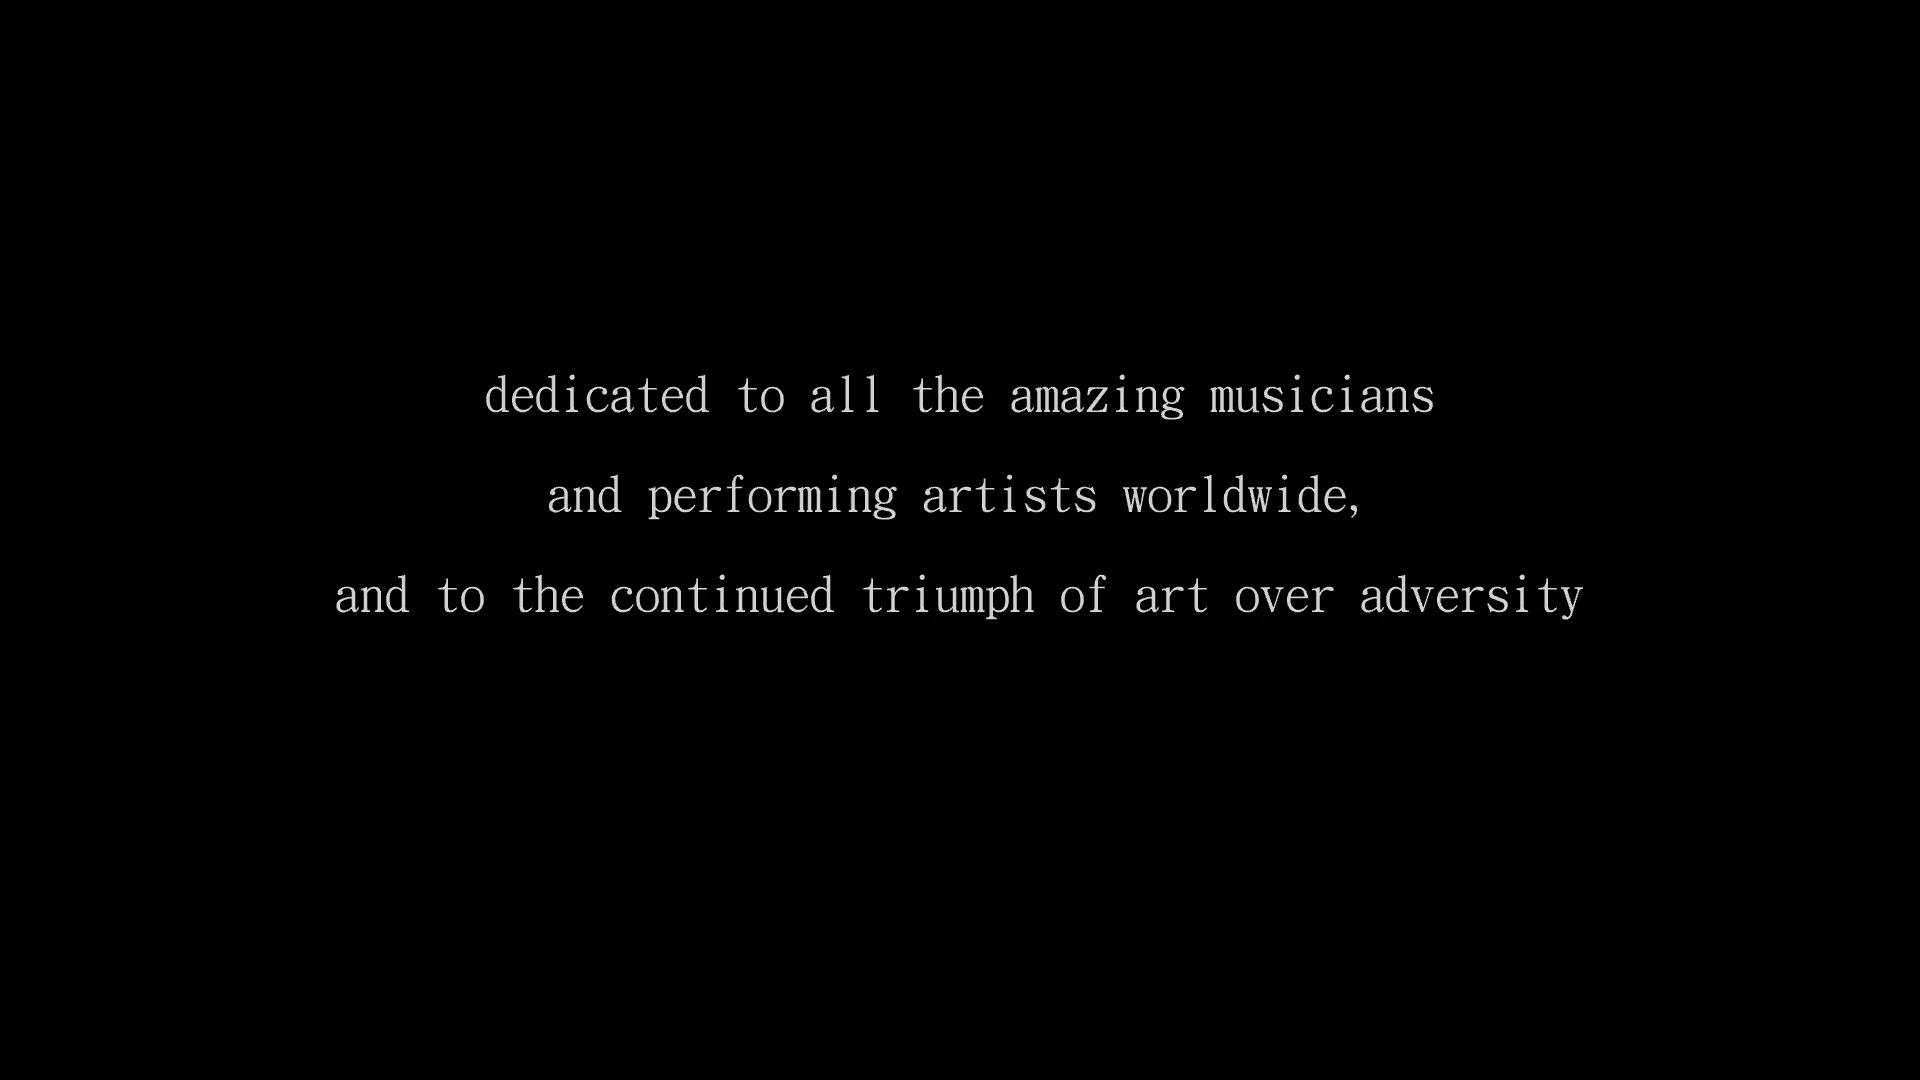 dedicated to all the amazing musicians
and performing artists worldwide,
and to the continued triumph of art over adversity